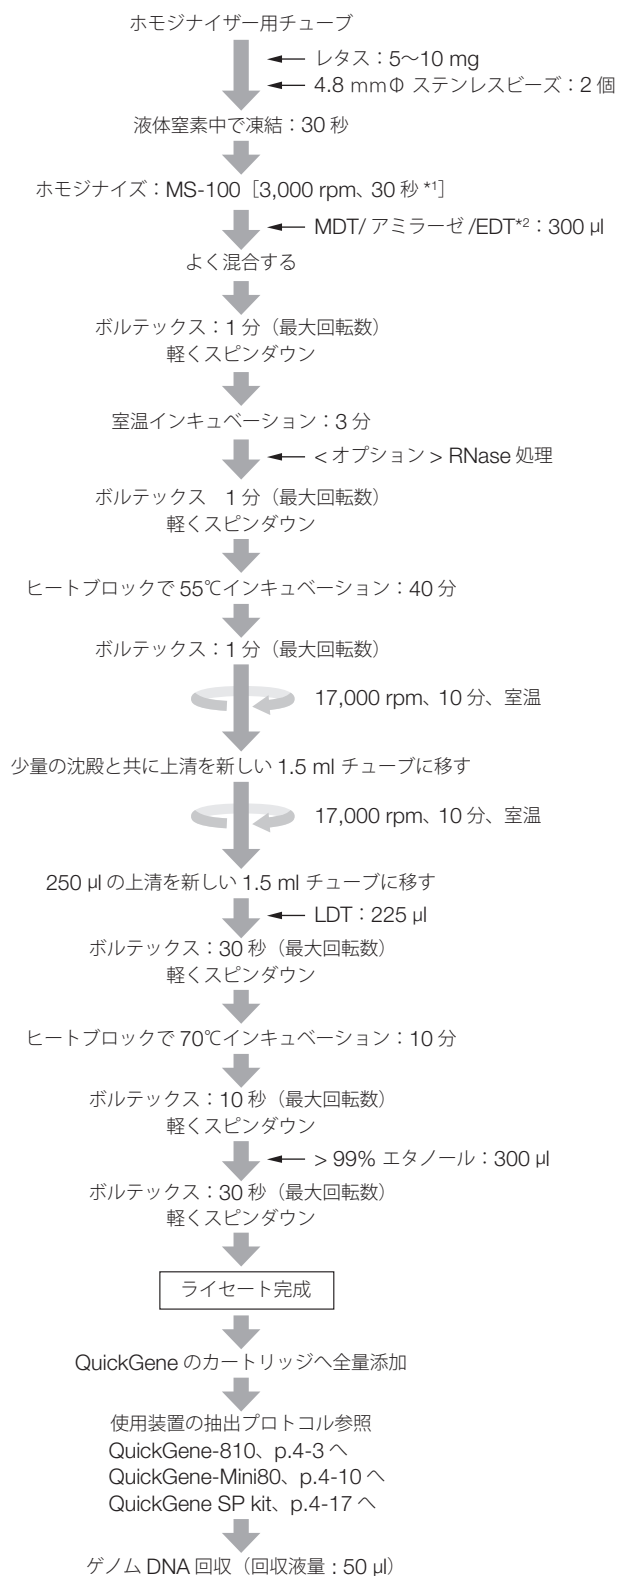 ホモジナイザー用チューブ
レタス：5～10 mg
4.8 mmΦ ステンレスビーズ：2 個
液体窒素中で凍結：30 秒
ホモジナイズ：MS-100［3,000 rpm、30 秒 *1］
MDT/ アミラーゼ /EDT*2：300 µl
よく混合する
ボルテックス：1 分（最大回転数）
軽くスピンダウン
室温インキュベーション：3 分
< オプション > RNase 処理
ボルテックス　1 分（最大回転数）
軽くスピンダウン
ヒートブロックで 55℃インキュベーション：40 分
ボルテックス：1 分（最大回転数）
17,000 rpm、10 分、室温
少量の沈殿と共に上清を新しい 1.5 ml チューブに移す
17,000 rpm、10 分、室温
250 µl の上清を新しい 1.5 ml チューブに移す
LDT：225 µl
ボルテックス：30 秒（最大回転数）
軽くスピンダウン
ヒートブロックで 70℃インキュベーション：10 分
ボルテックス：10 秒（最大回転数）
軽くスピンダウン
> 99% エタノール：300 µl
ボルテックス：30 秒（最大回転数）
軽くスピンダウン
ライセート完成
QuickGene のカートリッジへ全量添加
使用装置の抽出プロトコル参照
QuickGene-810、p.4-3 へ
QuickGene-Mini80、p.4-10 へ
QuickGene SP kit、p.4-17 へ
ゲノム DNA 回収（回収液量 : 50 µl）